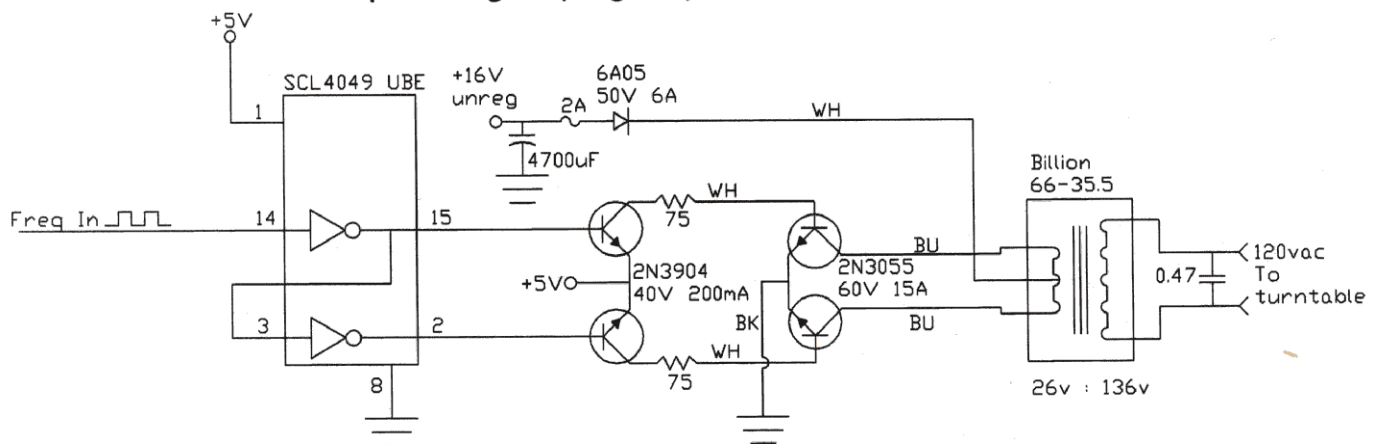 +5V
SCL4049 UBE
1
+16V
unreg
2A
6A05
50V 6A
WH
4700uF
Billion
66-35.5
Freq In
14
15
WH
75
2N3904
40V 200mA
+5V
2N3055
60V 15A
BU
0.47
120vac
To
turntable
3
2
BK
BU
WH
75
8
26v : 136v